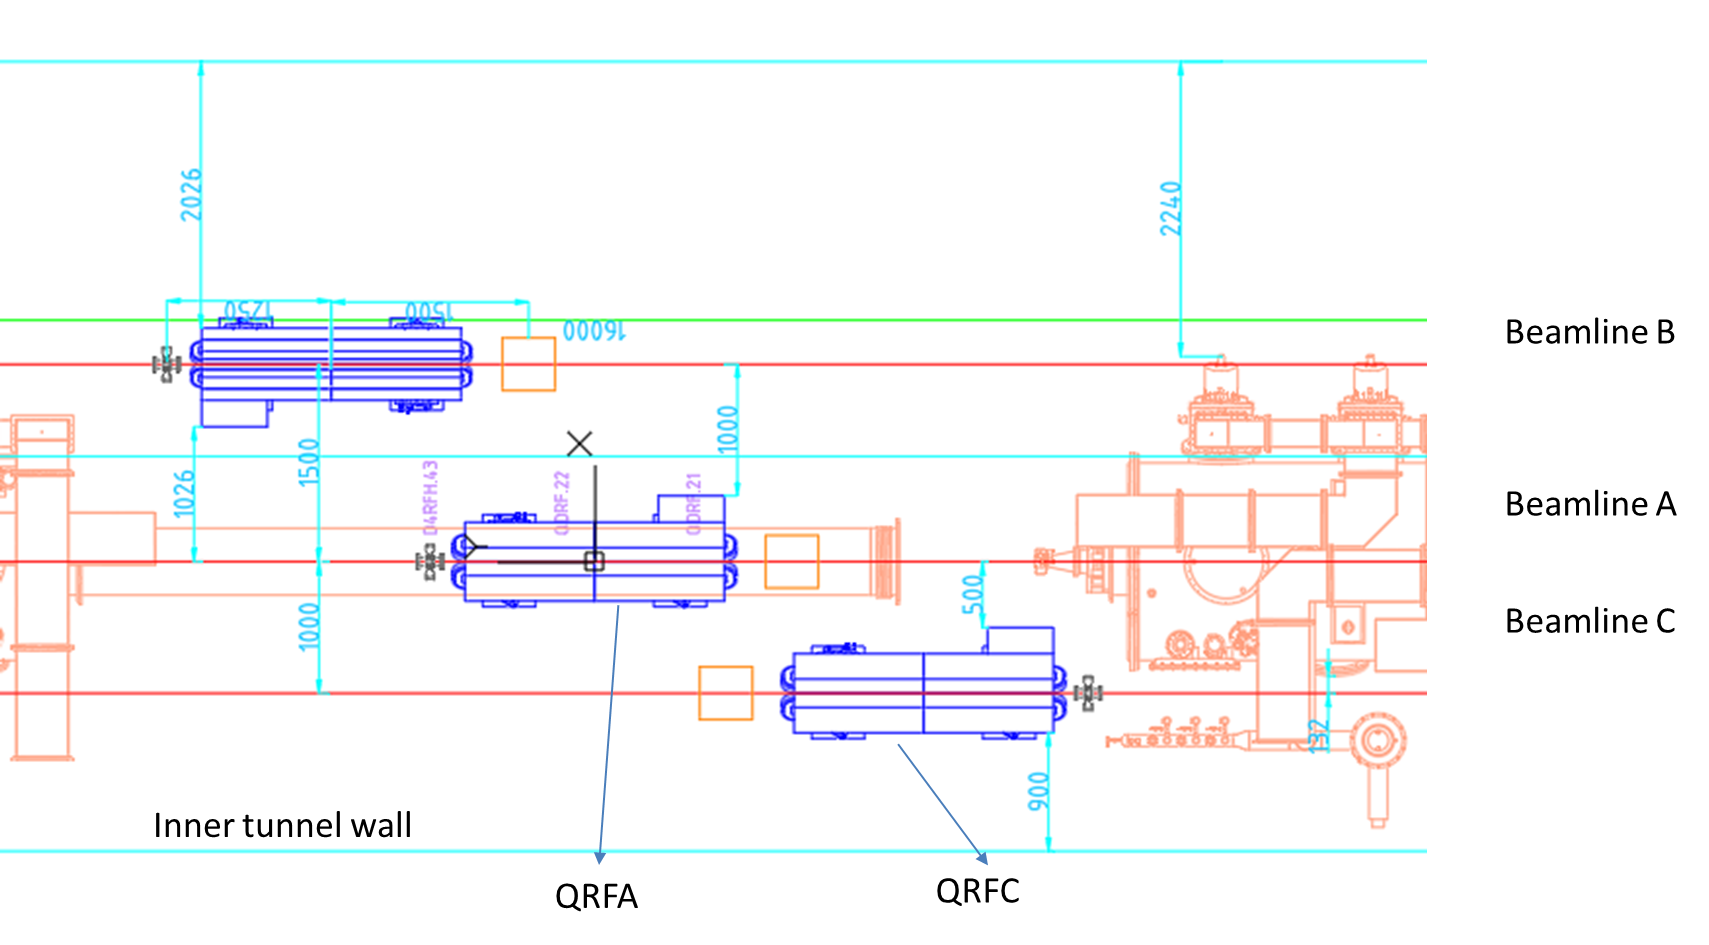 2026
2240
1250
1500
16000
Beamline B
1000
1026
1500
D4RFH.43
QDRF.22
QDRF.21
Beamline A
500
1000
Beamline C
132
900
Inner tunnel wall
QRFA
QRFC